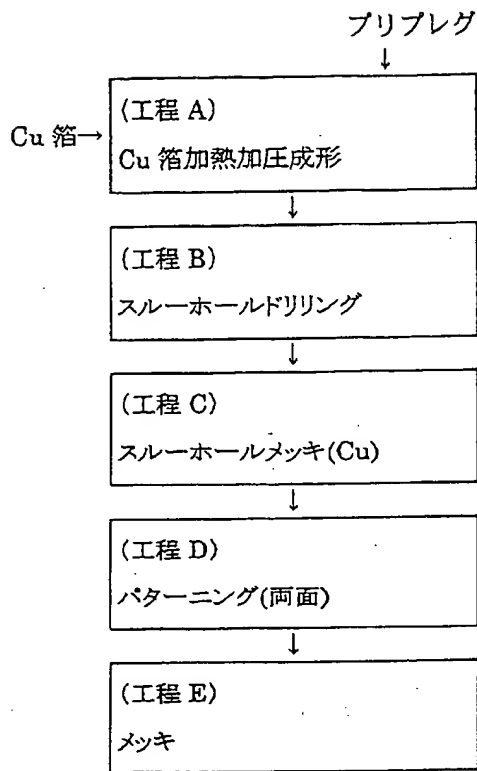 プリプレグ
↓
Cu 箔→
(工程 A)
Cu 箔加熱加圧成形
↓
(工程 B)
スルーホールドリリング
↓
(工程 C)
スルーホールメッキ(Cu)
↓
(工程 D)
パターニング(両面)
↓
(工程 E)
メッキ